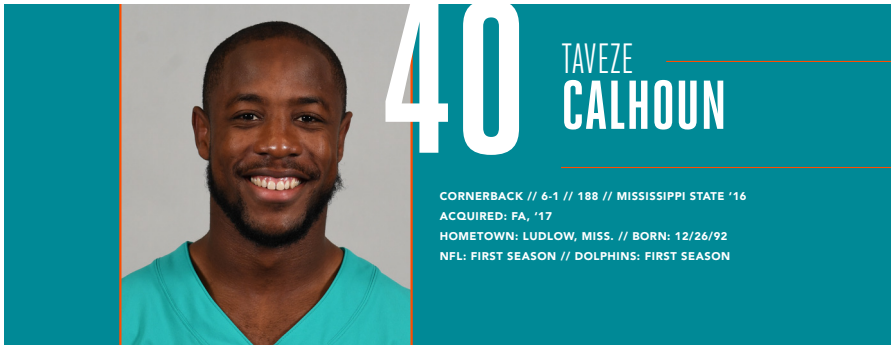 40
TAVEZE
CALHOUN
CORNERBACK // 6-1 // 188 // MISSISSIPPI STATE ‘16
ACQUIRED: FA, ‘17
HOMETOWN: LUDLOW, MISS. // BORN: 12/26/92
NFL: FIRST SEASON // DOLPHINS: FIRST SEASON